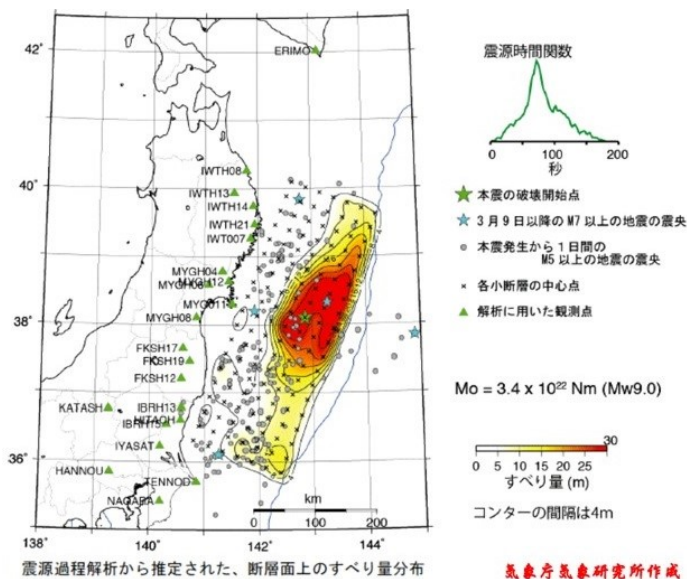 42°
40°
38°
36°
138°
140°
142°
144°
ERIMO
IWTH08
IWTH13
IWTH14
IWTH21
IWT007
MYGH04
MYGH12
MYG011
MYGH08
FKSH17
FKSH19
FKSH12
KATASH
IBRH13
HITAOH
IBRH15
IYASAT
HANNOU
TENNOD
NAGARA
km
0 100 200
震源過程解析から推定された、断層面上のすべり量分布
震源時間関数
0 100 200
秒
本震の破壊開始点
3月9日以降のM7以上の地震の震央
本震発生から1日間の
M5以上の地震の震央
各小断層の中心点
解析に用いた観測点
Mo = 3.4 x 10²² Nm (Mw9.0)
30
0 5 10 15 20
すべり量 (m)
コンターの間隔は4m
気象庁気象研究所作成